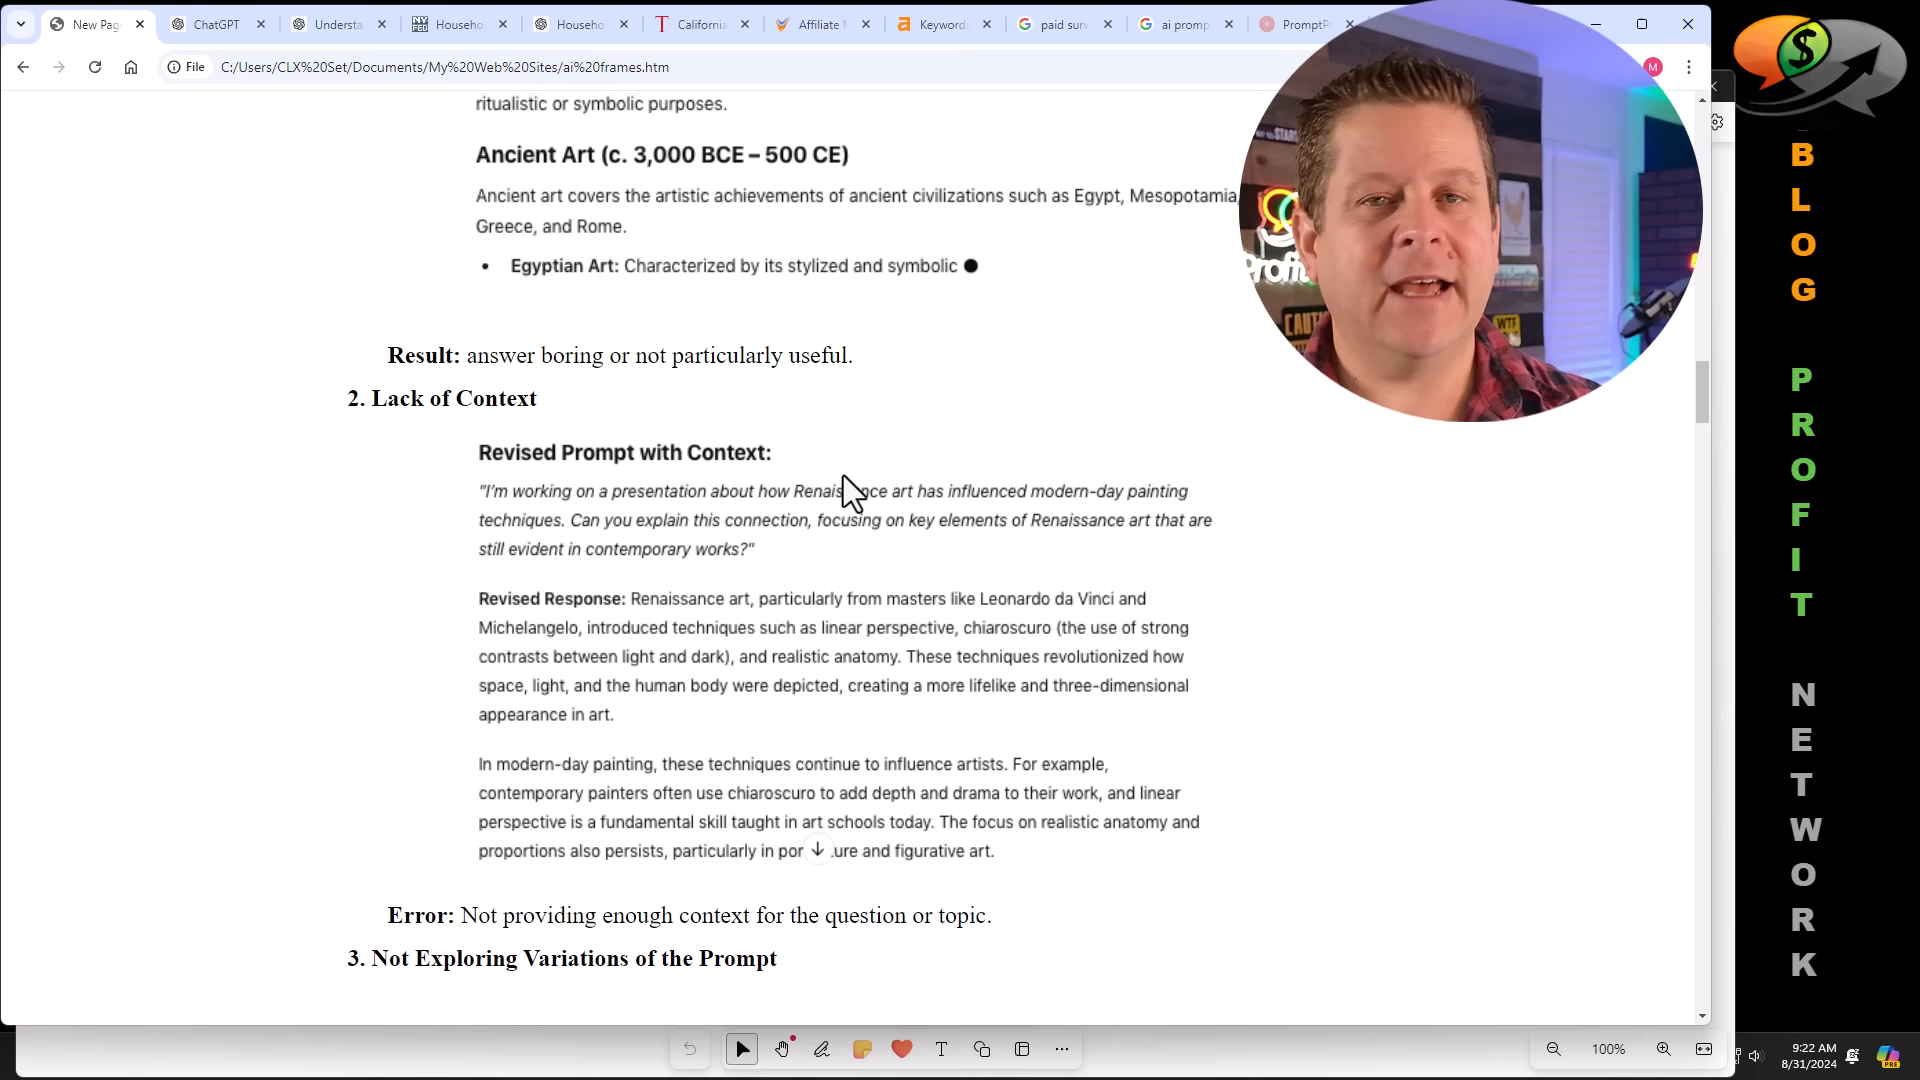 New Pag
ChatGPT
Understa
Househo
Househo
California
Affiliate
Keywords
paid surv
ai promp
PromptP
File
C:/Users/CLX%20Set/Documents/My%20Web%20Sites/ai%20frames.htm
M
ritualistic or symbolic purposes.
Ancient Art (c. 3,000 BCE – 500 CE)
Ancient art covers the artistic achievements of ancient civilizations such as Egypt, Mesopotamia,
Greece, and Rome.
• Egyptian Art: Characterized by its stylized and symbolic
Result: answer boring or not particularly useful.
2. Lack of Context
Revised Prompt with Context:
"I'm working on a presentation about how Renaissance art has influenced modern-day painting
techniques. Can you explain this connection, focusing on key elements of Renaissance art that are
still evident in contemporary works?"
Revised Response: Renaissance art, particularly from masters like Leonardo da Vinci and
Michelangelo, introduced techniques such as linear perspective, chiaroscuro (the use of strong
contrasts between light and dark), and realistic anatomy. These techniques revolutionized how
space, light, and the human body were depicted, creating a more lifelike and three-dimensional
appearance in art.
In modern-day painting, these techniques continue to influence artists. For example,
contemporary painters often use chiaroscuro to add depth and drama to their work, and linear
perspective is a fundamental skill taught in art schools today. The focus on realistic anatomy and
proportions also persists, particularly in por ure and figurative art.
Error: Not providing enough context for the question or topic.
3. Not Exploring Variations of the Prompt
Profit
CAUT
WTF
$
BLOG
PROFIT
NETWORK
100%
9:22 AM
8/31/2024
PRE